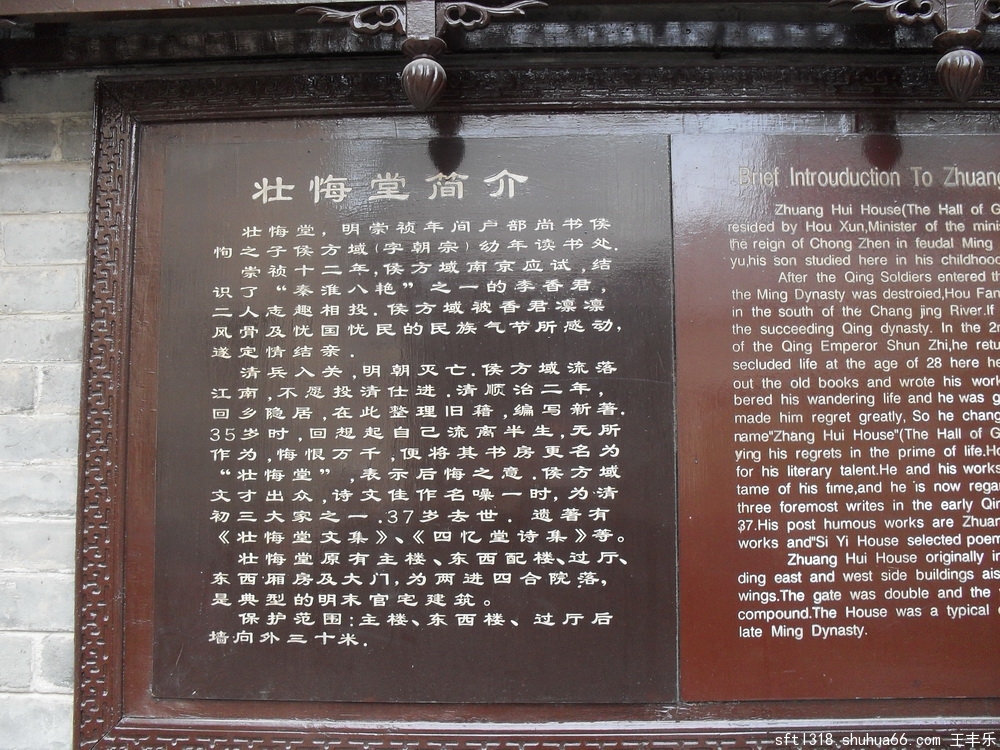 壮悔堂简介
壮悔堂，明崇祯年间户部尚书侯
恂之子侯方域(字朝宗)幼年读书处.
崇祯十二年,侯方域南京应试,结
识了“秦淮八艳”之一的李香君,
二人志趣相投.侯方域被香君凛凛
风骨及忧国忧民的民族气节所感动,
遂定情结亲.
清兵入关,明朝灭亡.侯方域流落
江南,不愿投清仕进.清顺治二年,
回乡隐居,在此整理旧籍,编写新著.
35岁时,回想起自己流离半生,无所
作为,悔恨万千,便将其书房更名为
“壮悔堂”,表示后悔之意.侯方域
文才出众,诗文佳作名噪一时,为清
初三大家之一.37岁去世.遗著有
《壮悔堂文集》、《四忆堂诗集》等。
壮悔堂原有主楼、东西配楼、过厅、
东西厢房及大门,为两进四合院落,
是典型的明末官宅建筑。
保护范围:主楼、东西楼、过厅后
墙向外三十米.
Brief Introuduction To Zhuang
Zhuang Hui House(The Hall of G
resided by Hou Xun,Minister of the mini
the reign of Chong Zhen in feudal Ming
yu,his son studied here in his childhood
After the Qing Soldiers entered th
the Ming Dynasty was destroied,Hou Fan
in the south of the Chang jing River.If
the succeeding Qing dynasty. In the 2n
of the Qing Emperor Shun Zhi,he retu
secluded life at the age of 28 here he
out the old books and wrote his work
bered his wandering life and he was g
made him regret greatly, So he chang
name"Zhang Hui House"(The Hall of G
ying his regrets in the prime of life.Ho
for his literary talent.He and his works
tame of his time,and he is now regar
three foremost writes in the early Qin
37.His post humous works are Zhuan
works and"Si Yi House selected poem
Zhuang Hui House originally in
ding east and west side buildings ais
wings.The gate was double and the
compound.The House was a typical
late Ming Dynasty.
sftl318.shuhua66.com 王丰乐